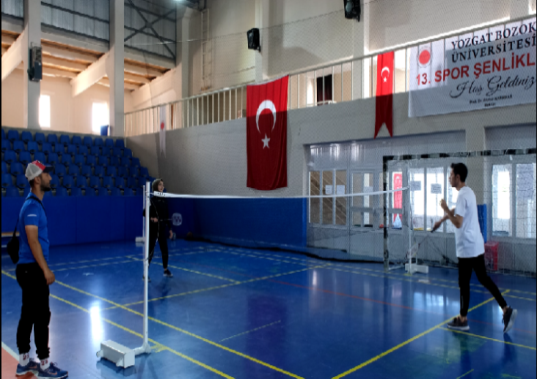 YOZGAT BOZOK
ÜNİVERSİTESİ
13. SPOR ŞENLİKL
Hoş Geldiniz